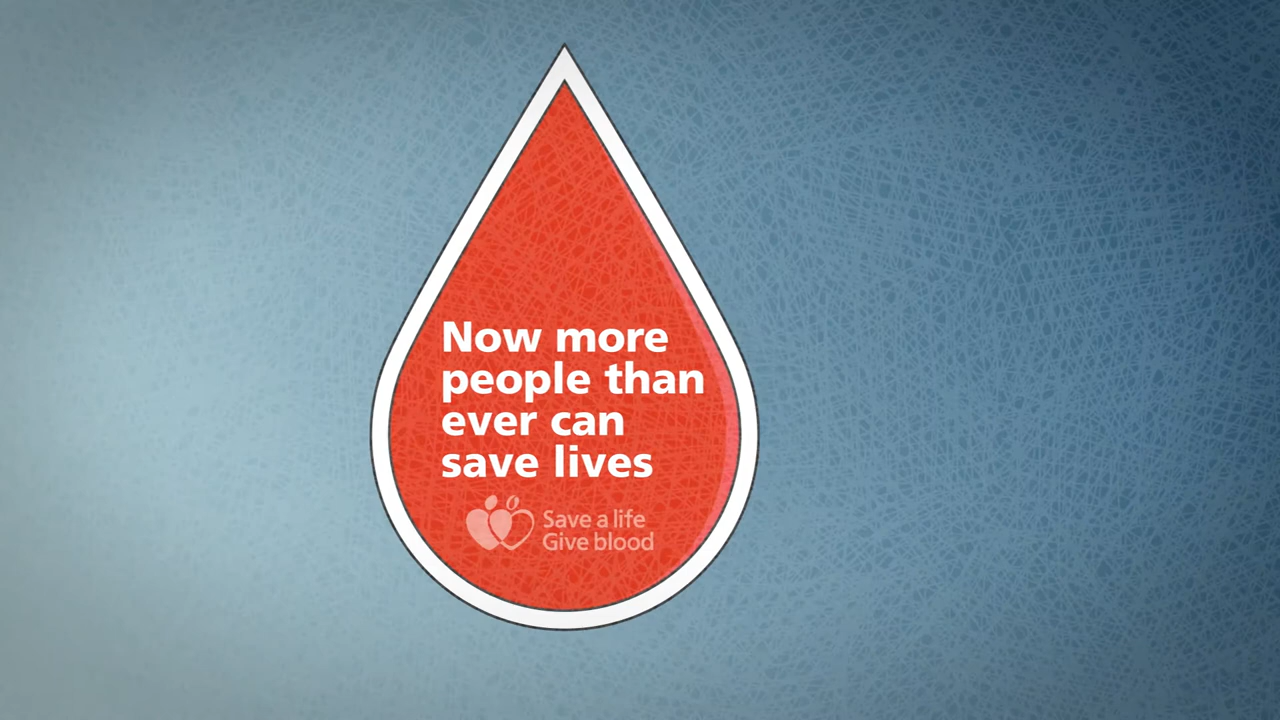 Now more
people than
ever can
save lives
Save a life
Give blood